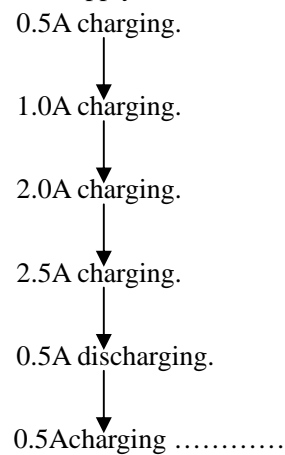 0.5A charging.
1.0A charging.
2.0A charging.
2.5A charging.
0.5A discharging.
0.5Acharging …………